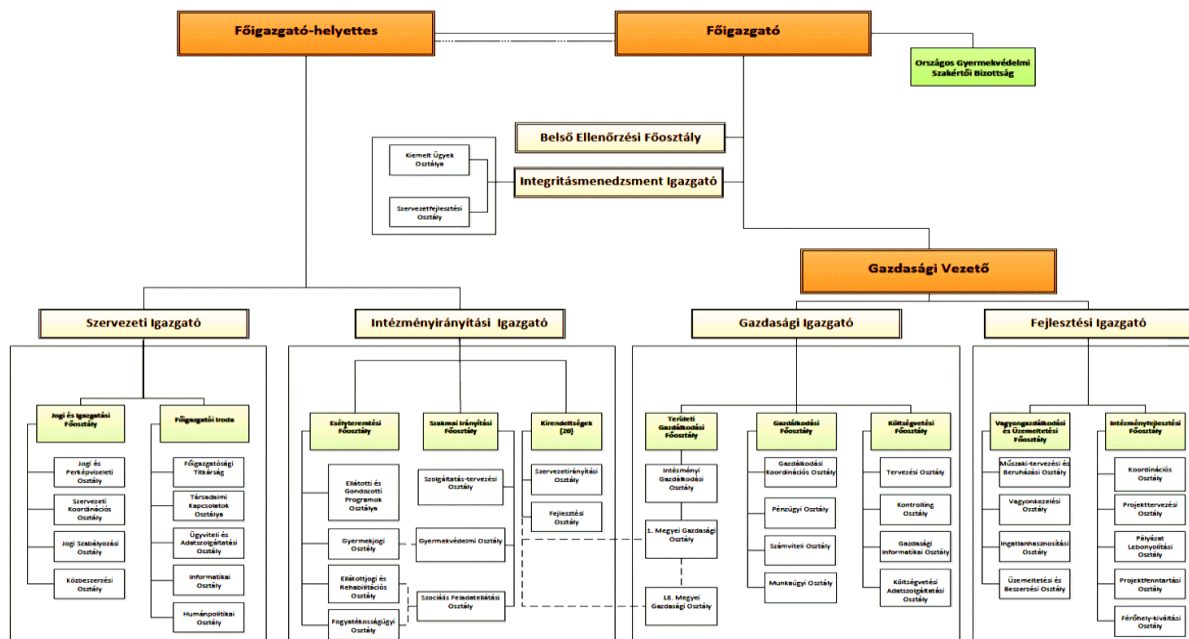 Főigazgató-helyettes
Főigazgató
Országos Gyermekvédelmi
Szakértői Bizottság
Belső Ellenőrzési Főosztály
Kiemelt Ügyek
Osztálya
Integritásmenedzsment Igazgató
Szervezetfejlesztési
Osztály
Gazdasági Vezető
Szervezeti Igazgató
Intézményirányítási Igazgató
Gazdasági Igazgató
Fejlesztési Igazgató
Jogi és Igazgatási
Főosztály
Jogi és
Perképviseleti
Osztály
Szervezeti
Koordinációs
Osztály
Jogi Szabályozási
Osztály
Közbeszerzési
Osztály
Főigazgatói Iroda
Főigazgatósági
Titkárság
Társadalmi
Kapcsolatok
Osztálya
Ügyviteli és
Adatszolgáltatási
Osztály
Informatikai
Osztály
Humánpolitikai
Osztály
Esélyteremtési
Főosztály
Ellátotti és
Gondozotti
Programok
Osztálya
Gyermekjogi
Osztály
Ellátottjogi és
Rehabilitációs
Osztály
Fogyatékosságügyi
Osztály
Szakmai Irányítási
Főosztály
Szolgáltatás-tervezési
Osztály
Gyermekvédelmi
Osztály
Szociális Feladatellátási
Osztály
Kirendeltségek
(20)
Szervezetirányítási
Osztály
Fejlesztési
Osztály
Területi
Gazdálkodási
Főosztály
Intézményi
Gazdálkodási
Osztály
1. Megyei Gazdasági
Osztály
18. Megyei
Gazdasági Osztály
Gazdálkodási
Főosztály
Gazdálkodási
Koordinációs Osztály
Pénzügyi Osztály
Számviteli Osztály
Munkaügyi Osztály
Költségvetési
Főosztály
Tervezési Osztály
Kontrolling
Osztály
Gazdasági
Informatikai Osztály
Költségvetési
Adatszolgáltatási
Osztály
Vagyongazdálkodási
és Üzemeltetési
Főosztály
Műszaki-tervezési és
Beruházási Osztály
Vagyonkezelési
Osztály
Ingatlanhasznosítási
Osztály
Üzemeltetési és
Beszerzési Osztály
Intézményfejlesztési
Főosztály
Koordinációs
Osztály
Projekttervezési
Osztály
Pályázat
Lebonyolítási
Osztály
Projektfenntartási
Osztály
Férőhely-kiváltási
Osztály